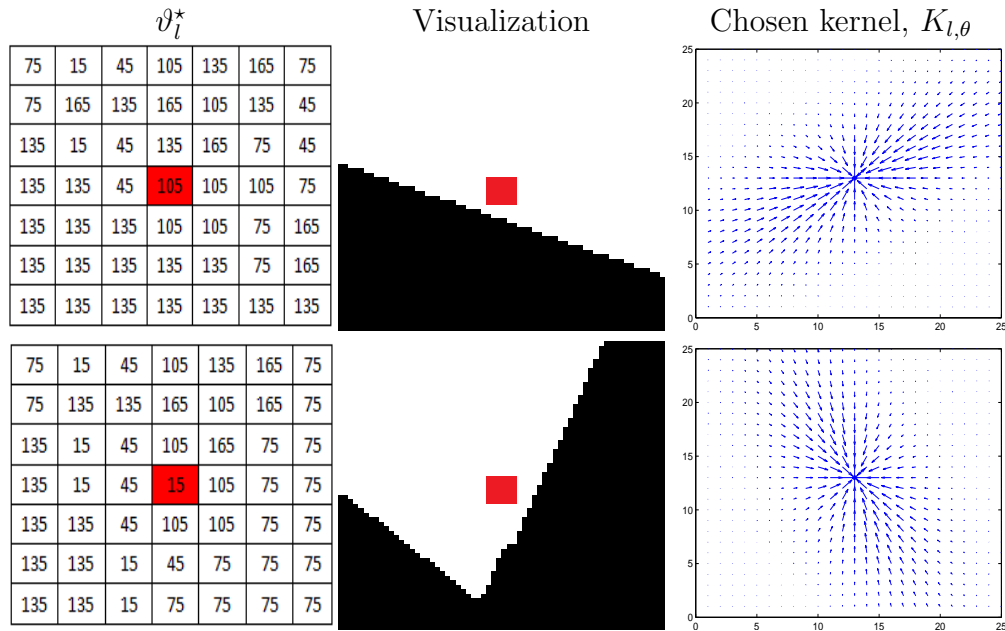 ϑ_l^⋆ Visualization Chosen kernel, K_{l,θ}
75 15 45 105 135 165 75
75 165 135 165 105 135 45
135 15 45 135 165 75 45
135 135 45 105 105 105 75
135 135 135 105 105 75 165
135 135 135 135 135 75 165
135 135 135 135 135 135 135
25
20
15
10
5
0
0 5 10 15 20 25
75 15 45 105 135 165 75
75 135 135 165 105 165 75
135 15 45 105 165 75 75
135 15 45 15 105 75 75
135 135 45 105 105 75 75
135 135 15 45 75 75 75
135 135 15 75 75 75 75
25
20
15
10
5
0
0 5 10 15 20 25